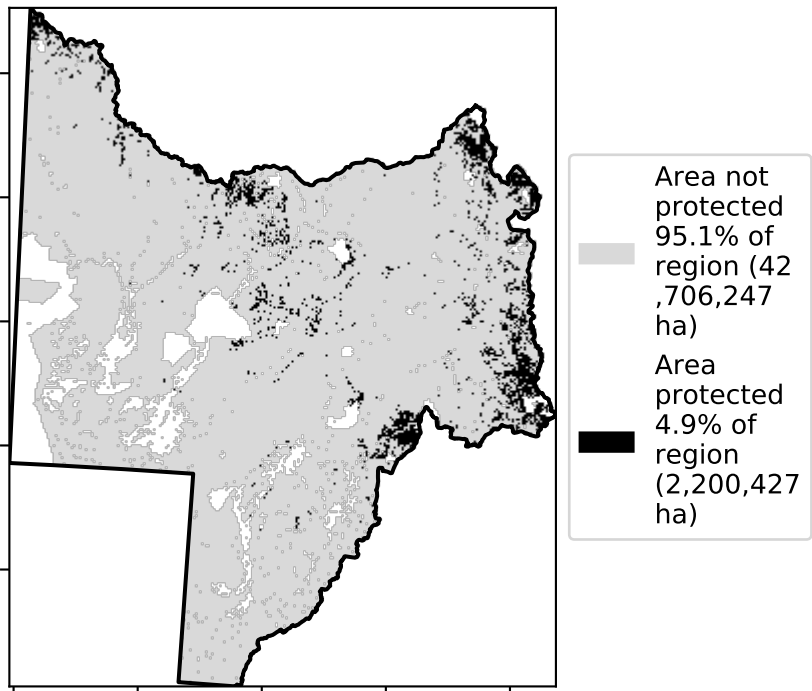 Area not
protected
95.1% of
region (42
,706,247
ha)
Area
protected
4.9% of
region
(2,200,427
ha)